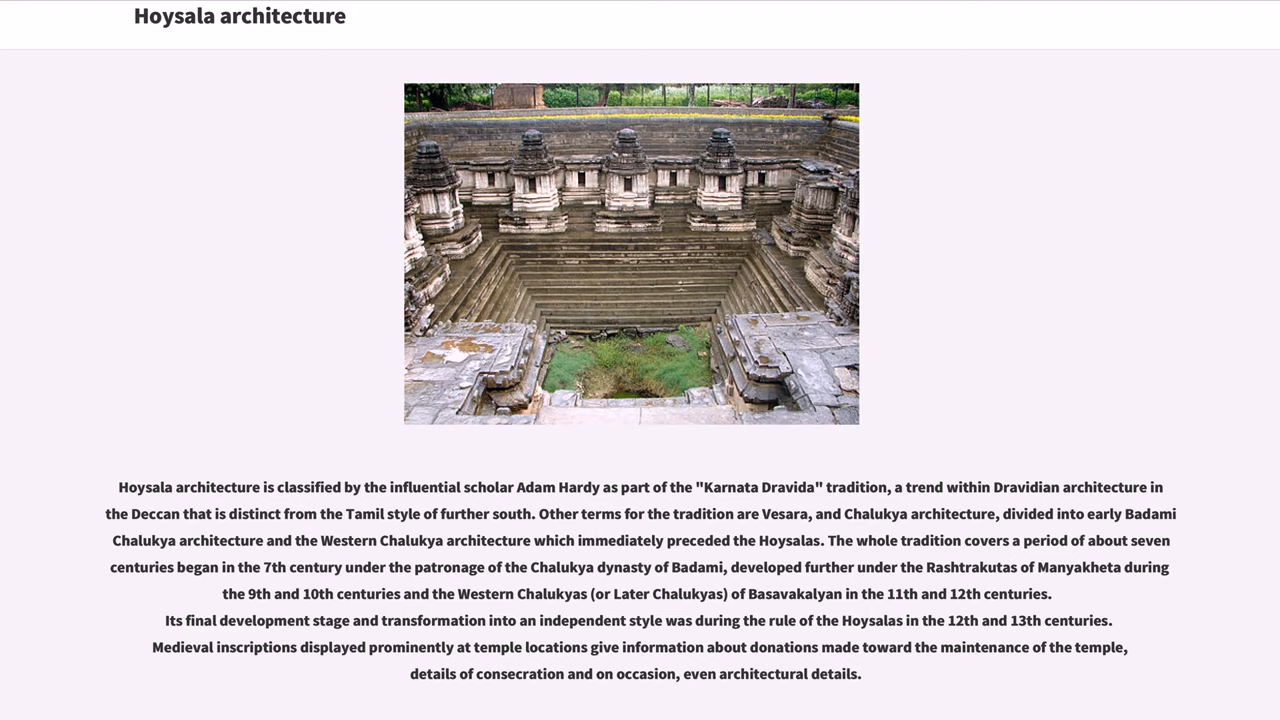 Hoysala architecture
Hoysala architecture is classified by the influential scholar Adam Hardy as part of the "Karnata Dravida" tradition, a trend within Dravidian architecture in
the Deccan that is distinct from the Tamil style of further south. Other terms for the tradition are Vesara, and Chalukya architecture, divided into early Badami
Chalukya architecture and the Western Chalukya architecture which immediately preceded the Hoysalas. The whole tradition covers a period of about seven
centuries began in the 7th century under the patronage of the Chalukya dynasty of Badami, developed further under the Rashtrakutas of Manyakheta during
the 9th and 10th centuries and the Western Chalukyas (or Later Chalukyas) of Basavakalyan in the 11th and 12th centuries.
Its final development stage and transformation into an independent style was during the rule of the Hoysalas in the 12th and 13th centuries.
Medieval inscriptions displayed prominently at temple locations give information about donations made toward the maintenance of the temple,
details of consecration and on occasion, even architectural details.